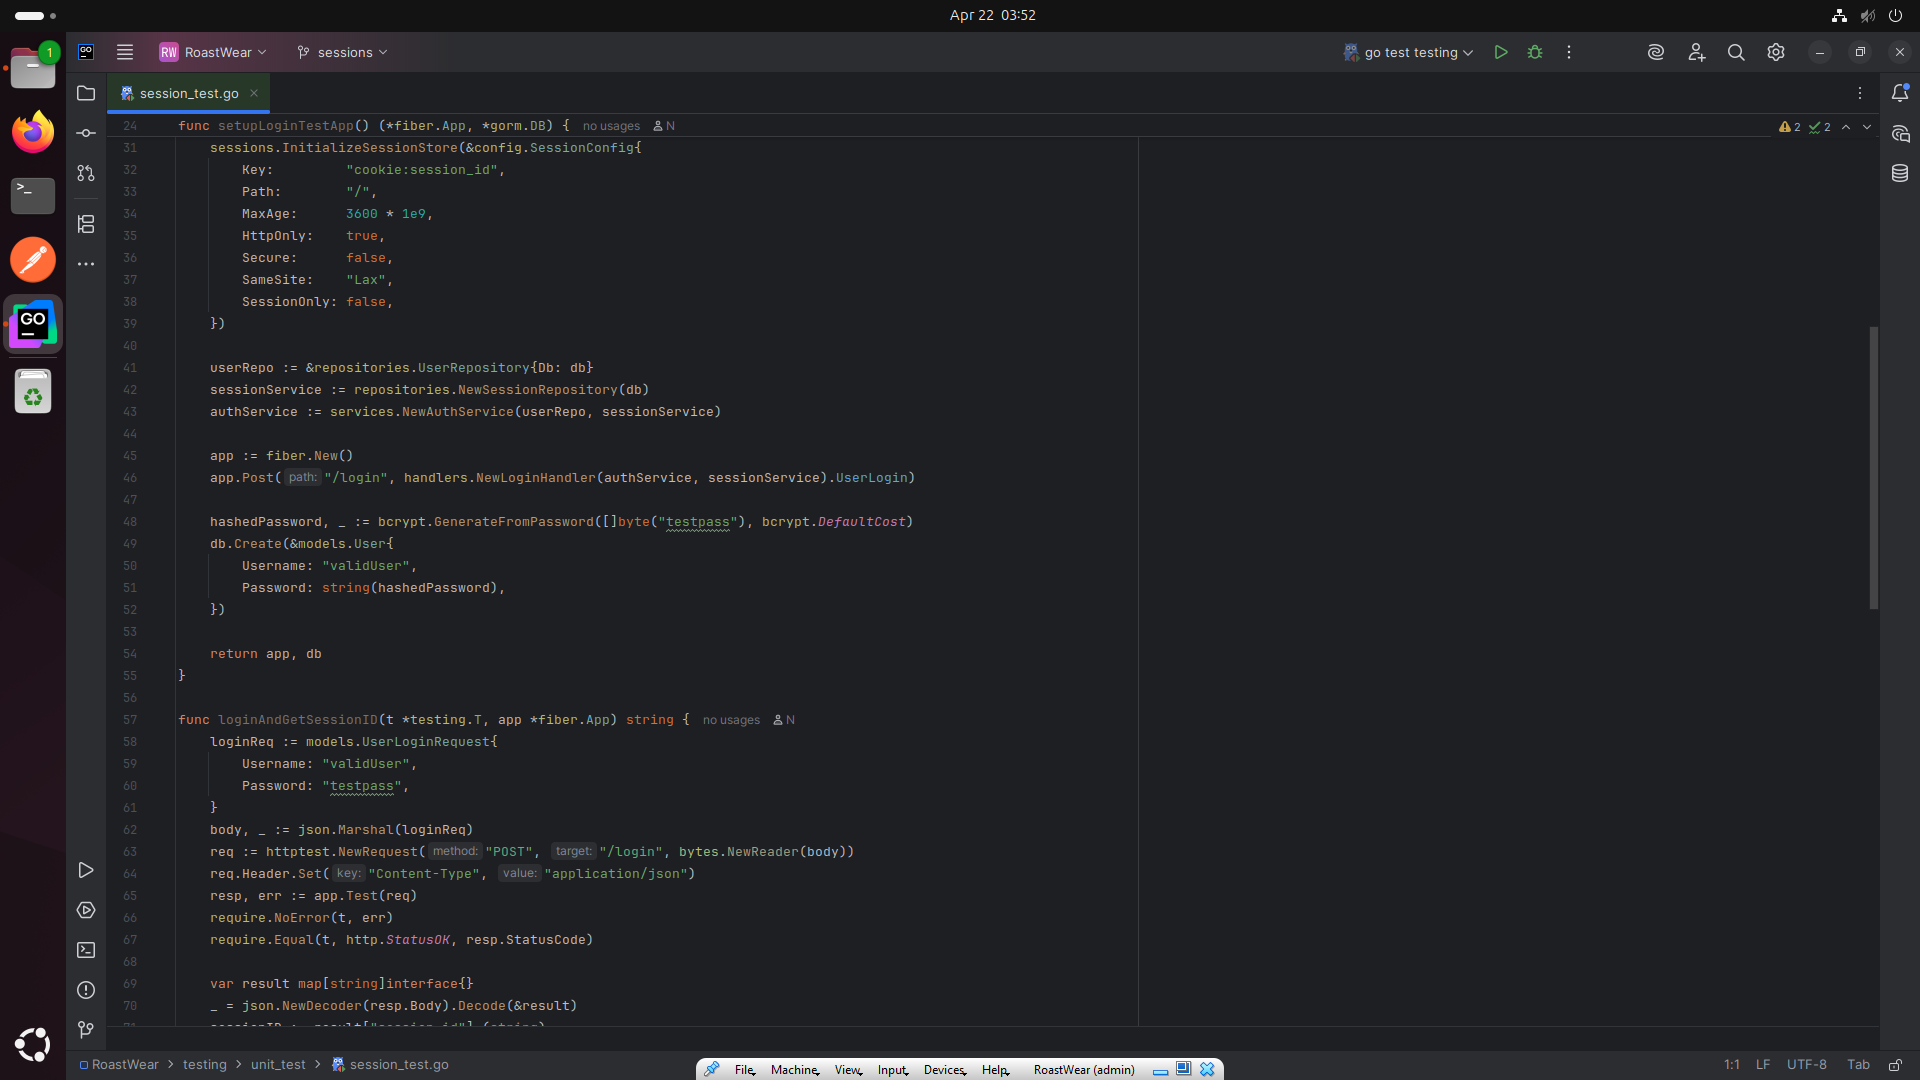 Apr 22 03:52
1
GO
RW RoastWear
sessions
go test testing
session_test.go
24 func setupLoginTestApp() (*fiber.App, *gorm.DB) { no usages N
2 2
31 sessions.InitializeSessionStore(&config.SessionConfig{
32 Key: "cookie:session_id",
33 Path: "/",
34 MaxAge: 3600 * 1e9,
35 HttpOnly: true,
36 Secure: false,
37 SameSite: "Lax",
38 SessionOnly: false,
39 })
40
41 userRepo := &repositories.UserRepository{Db: db}
42 sessionService := repositories.NewSessionRepository(db)
43 authService := services.NewAuthService(userRepo, sessionService)
44
45 app := fiber.New()
46 app.Post( path: "/login", handlers.NewLoginHandler(authService, sessionService).UserLogin)
47
48 hashedPassword, _ := bcrypt.GenerateFromPassword([]byte("testpass"), bcrypt.DefaultCost)
49 db.Create(&models.User{
50 Username: "validUser",
51 Password: string(hashedPassword),
52 })
53
54 return app, db
55 }
56
57 func loginAndGetSessionID(t *testing.T, app *fiber.App) string { no usages N
58 loginReq := models.UserLoginRequest{
59 Username: "validUser",
60 Password: "testpass",
61 }
62 body, _ := json.Marshal(loginReq)
63 req := httptest.NewRequest( method: "POST", target: "/login", bytes.NewReader(body))
64 req.Header.Set( key: "Content-Type", value: "application/json")
65 resp, err := app.Test(req)
66 require.NoError(t, err)
67 require.Equal(t, http.StatusOK, resp.StatusCode)
68
69 var result map[string]interface{}
70 _ = json.NewDecoder(resp.Body).Decode(&result)
GO
RoastWear > testing > unit_test > session_test.go
File Machine View Input Devices Help RoastWear (admin)
1:1 LF UTF-8 Tab